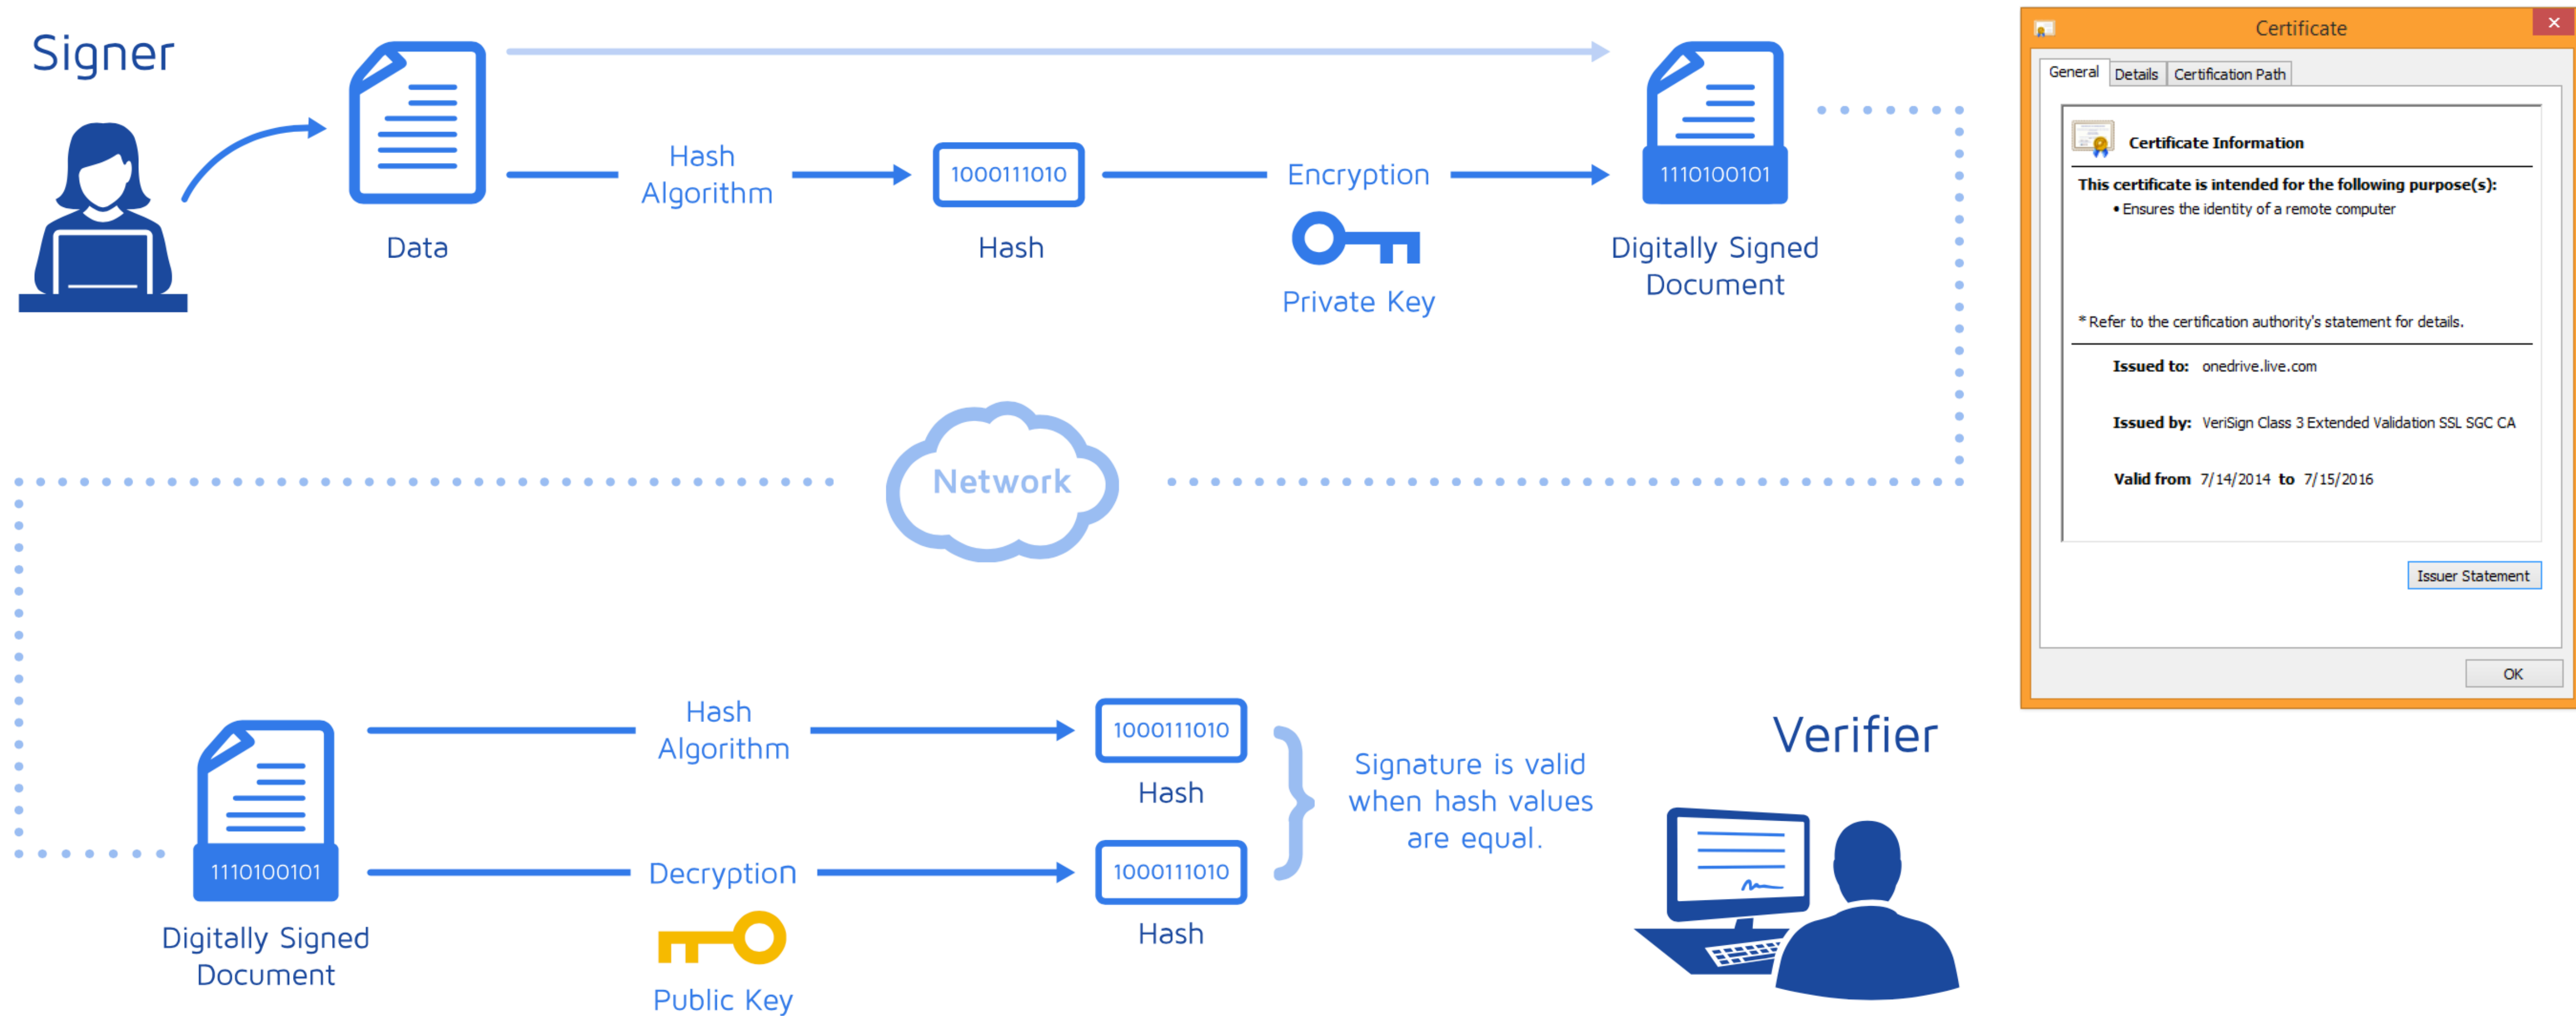 Signer
Hash
Algorithm
1000111010
Encryption
1110100101
Data
Hash
Private Key
Digitally Signed
Document
Network
1110100101
Digitally Signed
Document
Hash
Algorithm
1000111010
Hash
Decryption
Public Key
1000111010
Hash
Signature is valid
when hash values
are equal.
Verifier
Certificate
General Details Certification Path
Certificate Information
This certificate is intended for the following purpose(s):
• Ensures the identity of a remote computer
* Refer to the certification authority's statement for details.
Issued to: onedrive.live.com
Issued by: VeriSign Class 3 Extended Validation SSL SGC CA
Valid from 7/14/2014 to 7/15/2016
Issuer Statement
OK